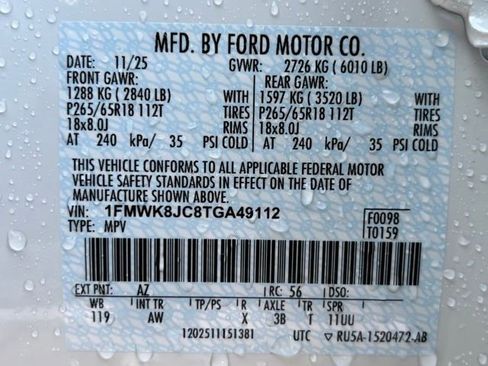 MFD. BY FORD MOTOR CO.
DATE: 11/25 GVWR: 2726 KG ( 6010 LB)
FRONT GAWR: REAR GAWR:
1288 KG ( 2840 LB) WITH 1597 KG ( 3520 LB) WITH
P265/65R18 112T TIRES P265/65R18 112T TIRES
18x8.0J RIMS 18x8.0J RIMS
AT 240 kPa/ 35 PSI COLD AT 240 kPa/ 35 PSI COLD
THIS VEHICLE CONFORMS TO ALL APPLICABLE FEDERAL MOTOR
VEHICLE SAFETY STANDARDS IN EFFECT ON THE DATE OF
MANUFACTURE SHOWN ABOVE.
VIN: 1FMWK8JC8TGA49112 F0098
TYPE: MPV T0159
EXT PNT: AZ RC: 56 DSO:
WB INT TR TP/PS R AXLE TR SPR
119 AW X 3B T 11UU
1202511151381 UTC ▽ RU5A-1520472-AB